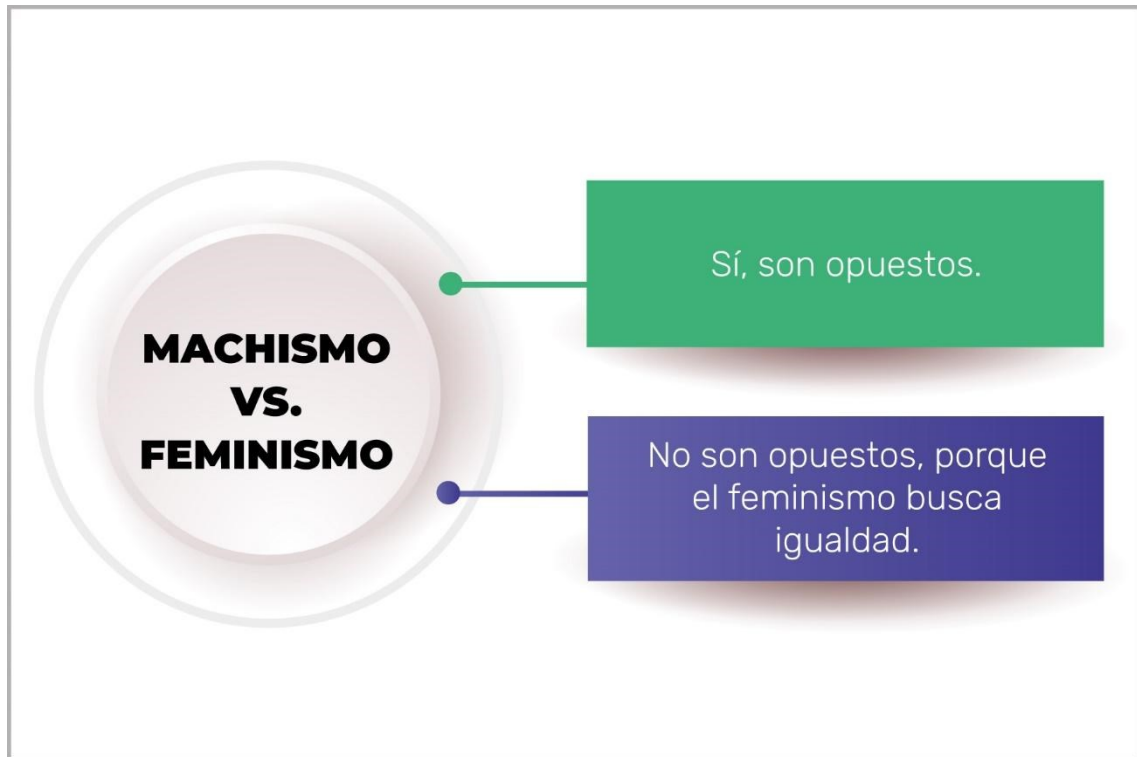 MACHISMO
VS.
FEMINISMO
Sí, son opuestos.
No son opuestos, porque
el feminismo busca
igualdad.